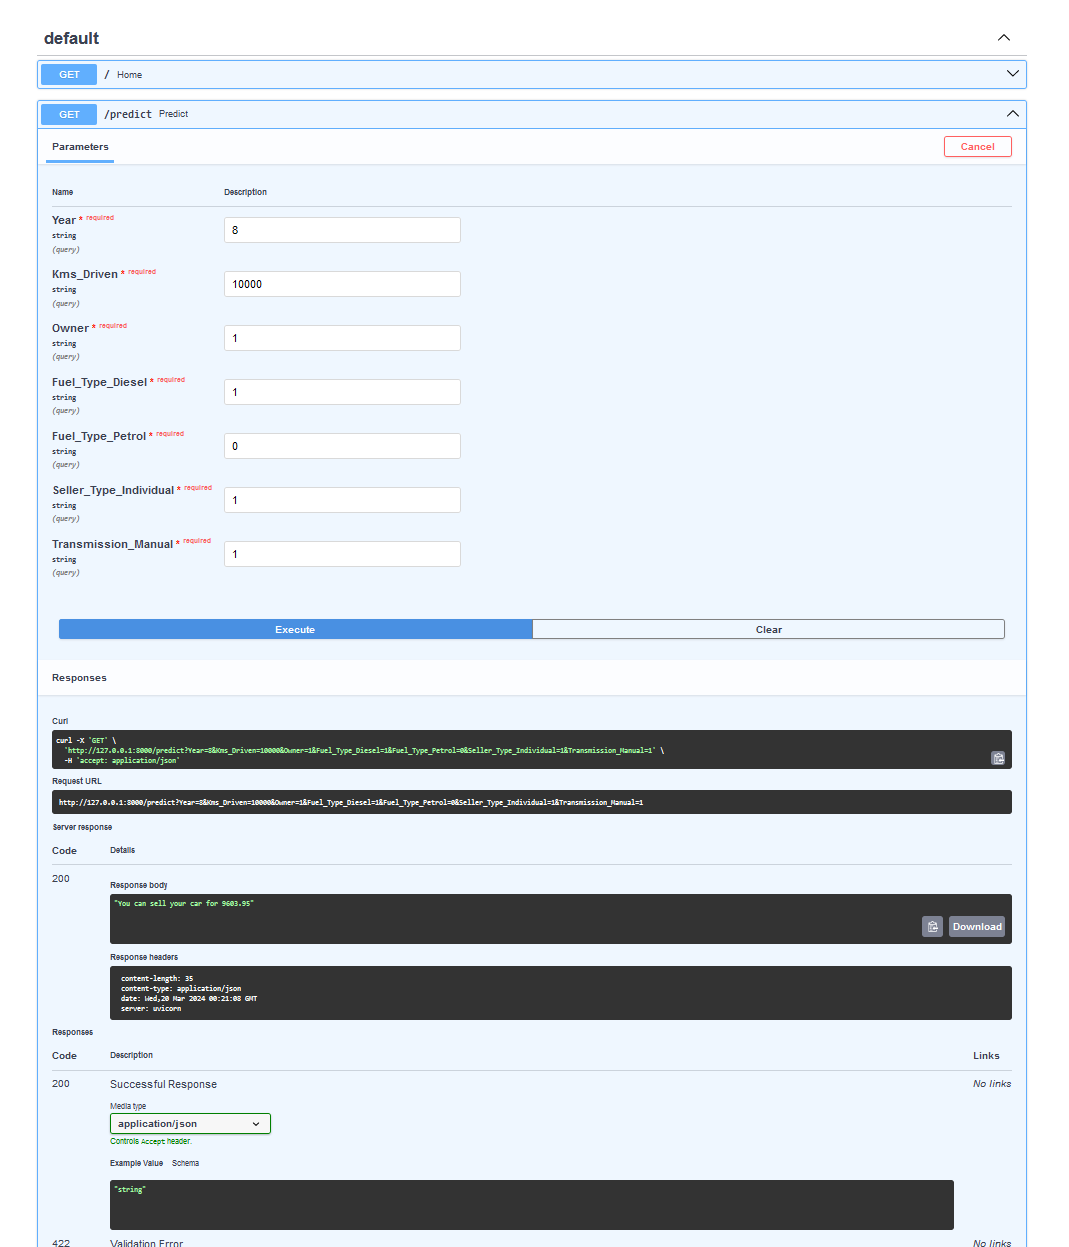 default
GET / Home
GET /predict Predict
Parameters
Cancel
Name Description
Year * required
string
(query)
8
Kms_Driven * required
string
(query)
10000
Owner * required
string
(query)
1
Fuel_Type_Diesel * required
string
(query)
1
Fuel_Type_Petrol * required
string
(query)
0
Seller_Type_Individual * required
string
(query)
1
Transmission_Manual * required
string
(query)
1
Execute Clear
Responses
Curl
curl -X 'GET' \
'http://127.0.0.1:8000/predict?Year=8&Kms_Driven=10000&Owner=1&Fuel_Type_Diesel=1&Fuel_Type_Petrol=0&Seller_Type_Individual=1&Transmission_Manual=1' \
-H 'accept: application/json'
Request URL
http://127.0.0.1:8000/predict?Year=8&Kms_Driven=10000&Owner=1&Fuel_Type_Diesel=1&Fuel_Type_Petrol=0&Seller_Type_Individual=1&Transmission_Manual=1
Server response
Code Details
200
Response body
"You can sell your car for 9603.95"
Download
Response headers
content-length: 35
content-type: application/json
date: Wed,20 Mar 2024 00:21:08 GMT
server: uvicorn
Responses
Code Description Links
200 Successful Response No links
Media type
application/json
Controls Accept header.
Example Value Schema
"string"
422 Validation Error No links